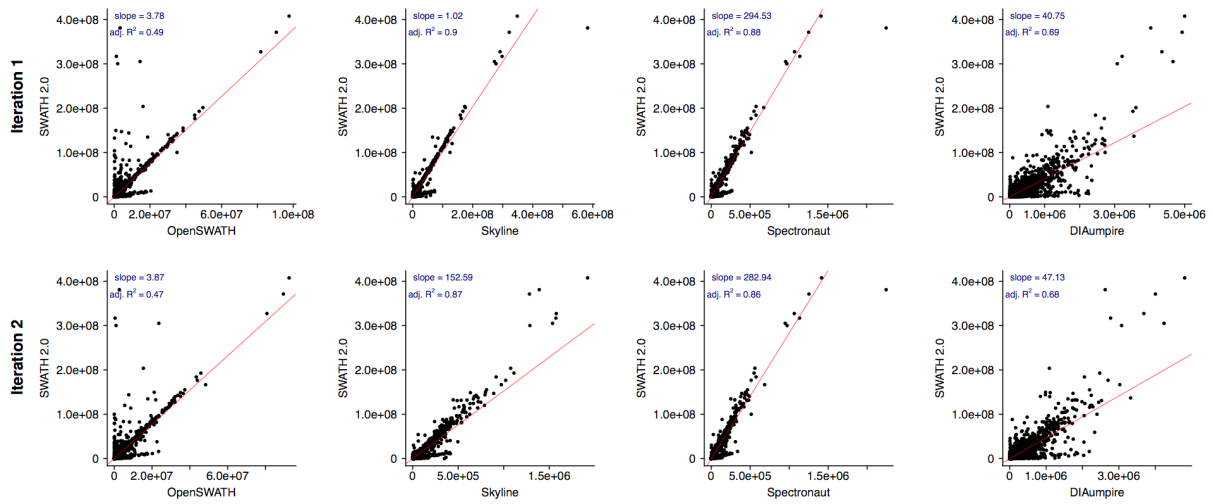 Iteration 1
SWATH 2.0
4.0e+08
3.0e+08
2.0e+08
1.0e+08
0
slope = 3.78
adj. R² = 0.49
0 2.0e+07 6.0e+07 1.0e+08
OpenSWATH
SWATH 2.0
4.0e+08
3.0e+08
2.0e+08
1.0e+08
0
slope = 1.02
adj. R² = 0.9
0 2.0e+08 4.0e+08 6.0e+08
Skyline
SWATH 2.0
4.0e+08
3.0e+08
2.0e+08
1.0e+08
0
slope = 294.53
adj. R² = 0.88
0 5.0e+05 1.5e+06
Spectronaut
SWATH 2.0
4.0e+08
3.0e+08
2.0e+08
1.0e+08
0
slope = 40.75
adj. R² = 0.69
0 1.0e+06 3.0e+06 5.0e+06
DIAumpire
Iteration 2
SWATH 2.0
4.0e+08
3.0e+08
2.0e+08
1.0e+08
0
slope = 3.87
adj. R² = 0.47
0 2.0e+07 6.0e+07
OpenSWATH
SWATH 2.0
4.0e+08
3.0e+08
2.0e+08
1.0e+08
0
slope = 152.59
adj. R² = 0.87
0 5.0e+05 1.5e+06
Skyline
SWATH 2.0
4.0e+08
3.0e+08
2.0e+08
1.0e+08
0
slope = 282.94
adj. R² = 0.86
0 5.0e+05 1.5e+06
Spectronaut
SWATH 2.0
4.0e+08
3.0e+08
2.0e+08
1.0e+08
0
slope = 47.13
adj. R² = 0.68
0 1.0e+06 3.0e+06
DIAumpire